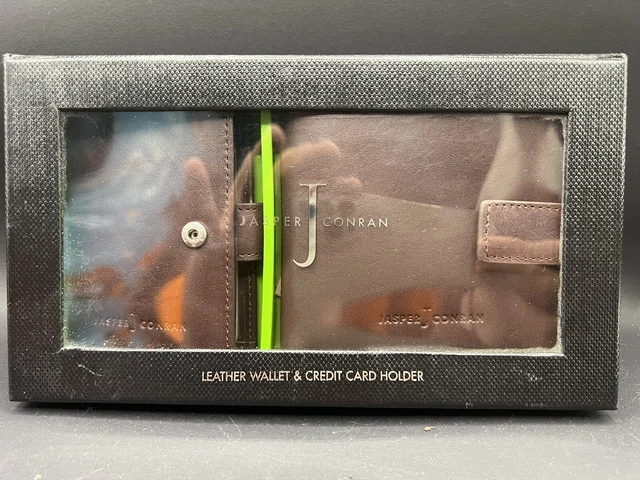 JASPER J CONRAN
JASPER J CONRAN
JASPER J CONRAN
LEATHER WALLET & CREDIT CARD HOLDER